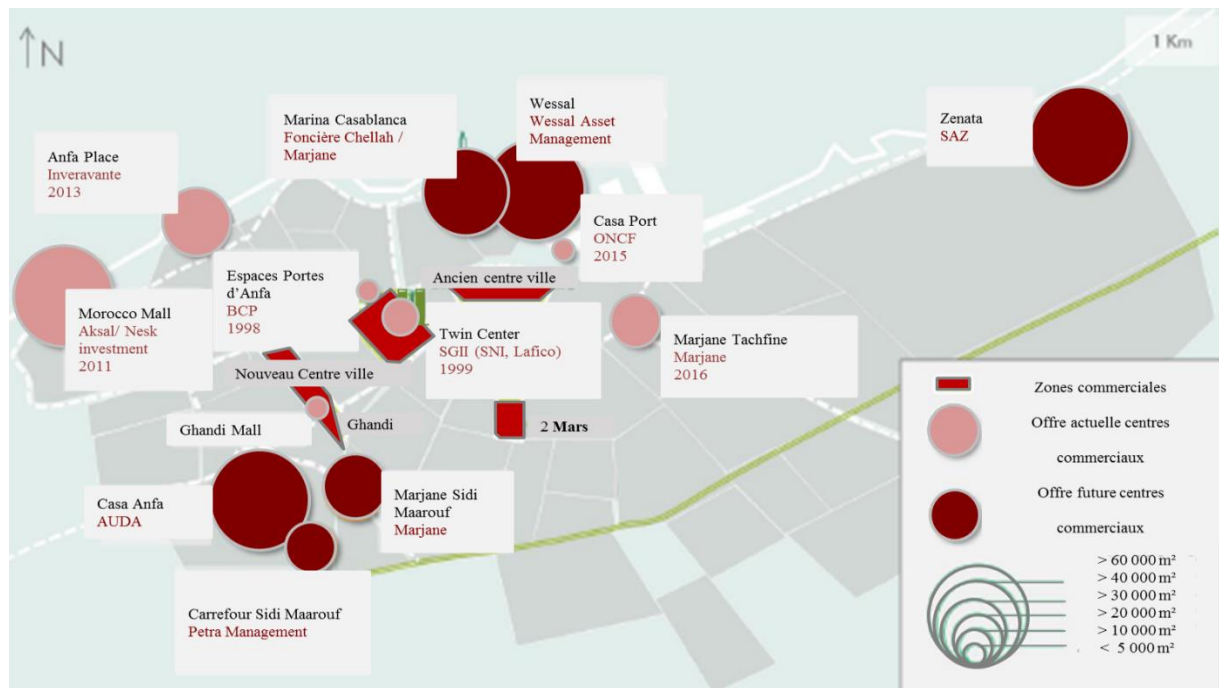 N
1 Km
Wessal
Wessal Asset
Management
Marina Casablanca
Foncière Chellah /
Marjane
Zenata
SAZ
Anfa Place
Inveravante
2013
Casa Port
ONCF
2015
Espaces Portes
d’Anfa
BCP
1998
Ancien centre ville
Morocco Mall
Aksal/ Nesk
investment
2011
Twin Center
SGII (SNI, Lafico)
1999
Marjane Tachfine
Marjane
2016
Nouveau Centre ville
Ghandi Mall
Ghandi
2 Mars
Casa Anfa
AUDA
Marjane Sidi
Maarouf
Marjane
Carrefour Sidi Maarouf
Petra Management
Zones commerciales
Offre actuelle centres
commerciaux
Offre future centres
commerciaux
> 60 000 m²
> 40 000 m²
> 30 000 m²
> 20 000 m²
> 10 000 m²
< 5 000 m²